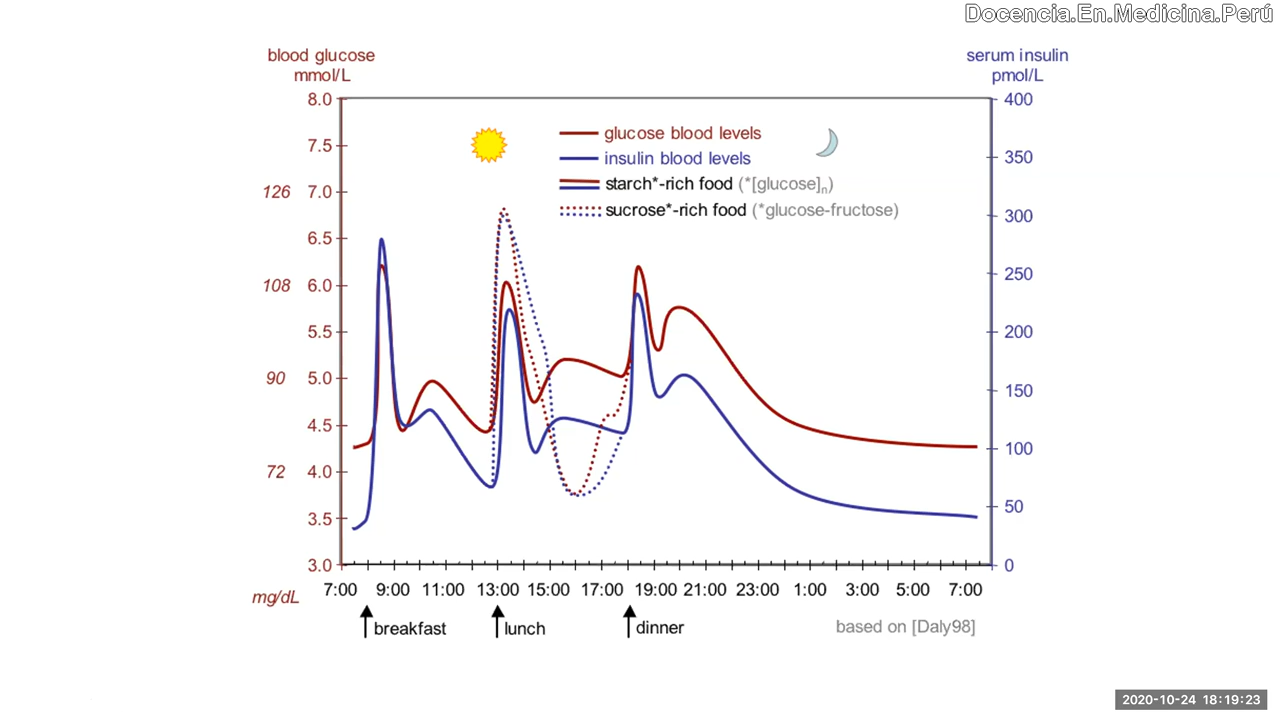 Docencia.En.Medicina.Perú
blood glucose
mmol/L
serum insulin
pmol/L
8.0
7.5
126 7.0
6.5
108 6.0
5.5
90 5.0
4.5
72 4.0
3.5
3.0
mg/dL
400
350
300
250
200
150
100
50
0
glucose blood levels
insulin blood levels
starch*-rich food (*[glucose]n)
sucrose*-rich food (*glucose-fructose)
7:00 9:00 11:00 13:00 15:00 17:00 19:00 21:00 23:00 1:00 3:00 5:00 7:00
breakfast lunch dinner
based on [Daly98]
2020-10-24 18:19:23